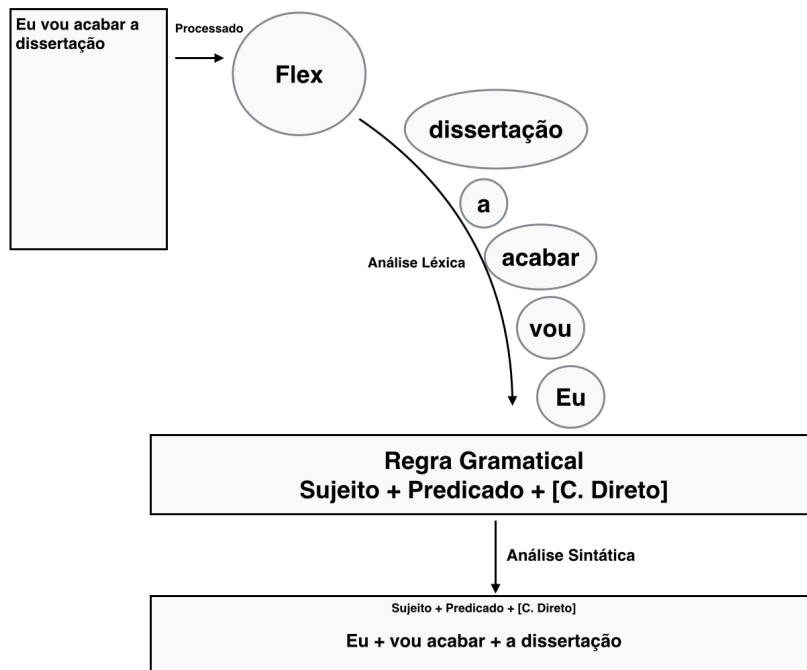 Eu vou acabar a
dissertação
Processado
Flex
dissertação
a
Análise Léxica
acabar
vou
Eu
Regra Gramatical
Sujeito + Predicado + [C. Direto]
Análise Sintática
Sujeito + Predicado + [C. Direto]
Eu + vou acabar + a dissertação